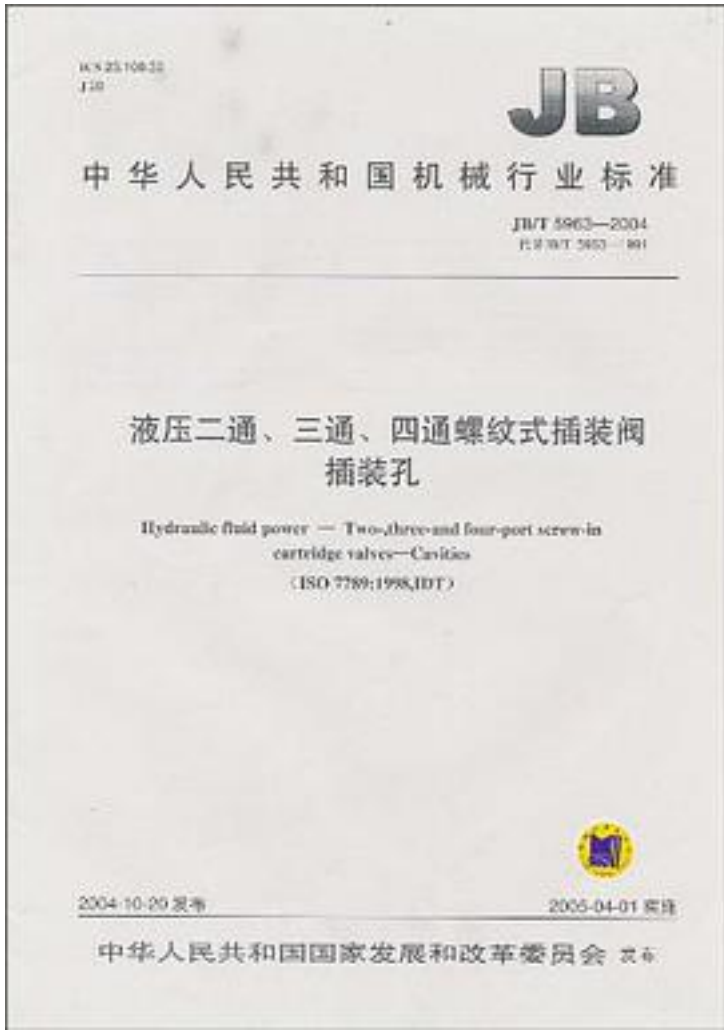 JB
中华人民共和国机械行业标准
JB/T 5963—2004
液压二通、三通、四通螺纹式插装阀
插装孔
Hydraulic fluid power — Two-,three-and four-port screw-in
cartridge valves—Cavities
（ISO 7789:1998,IDT）
2004-10-20 发布
2005-04-01 实施
中华人民共和国国家发展和改革委员会 发布